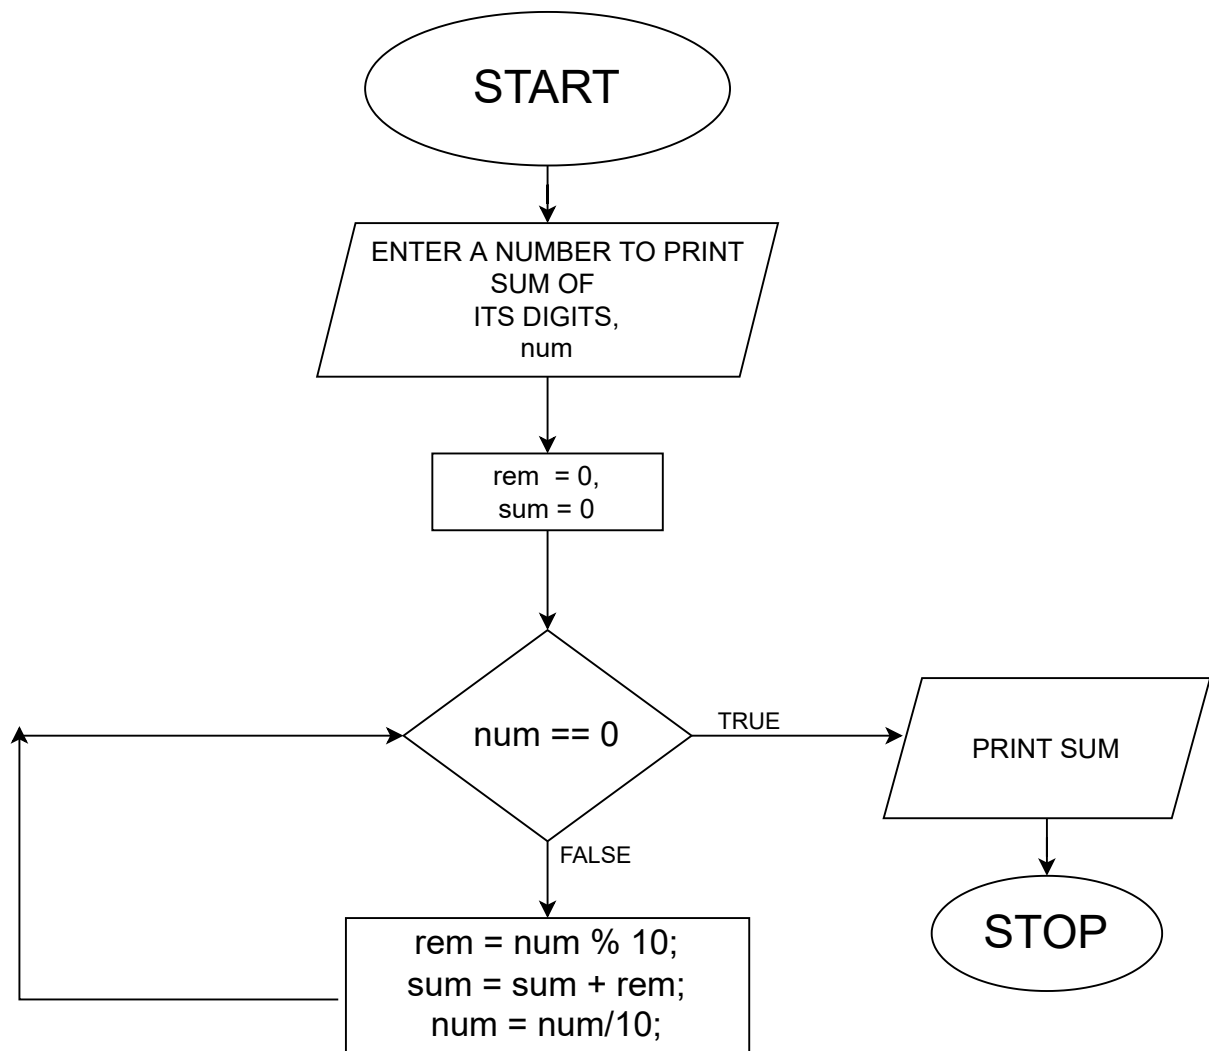 START
ENTER A NUMBER TO PRINT
SUM OF
ITS DIGITS,
num
rem  = 0,
sum = 0
num == 0
TRUE
PRINT SUM
FALSE
STOP
rem = num % 10;
sum = sum + rem;
num = num/10;